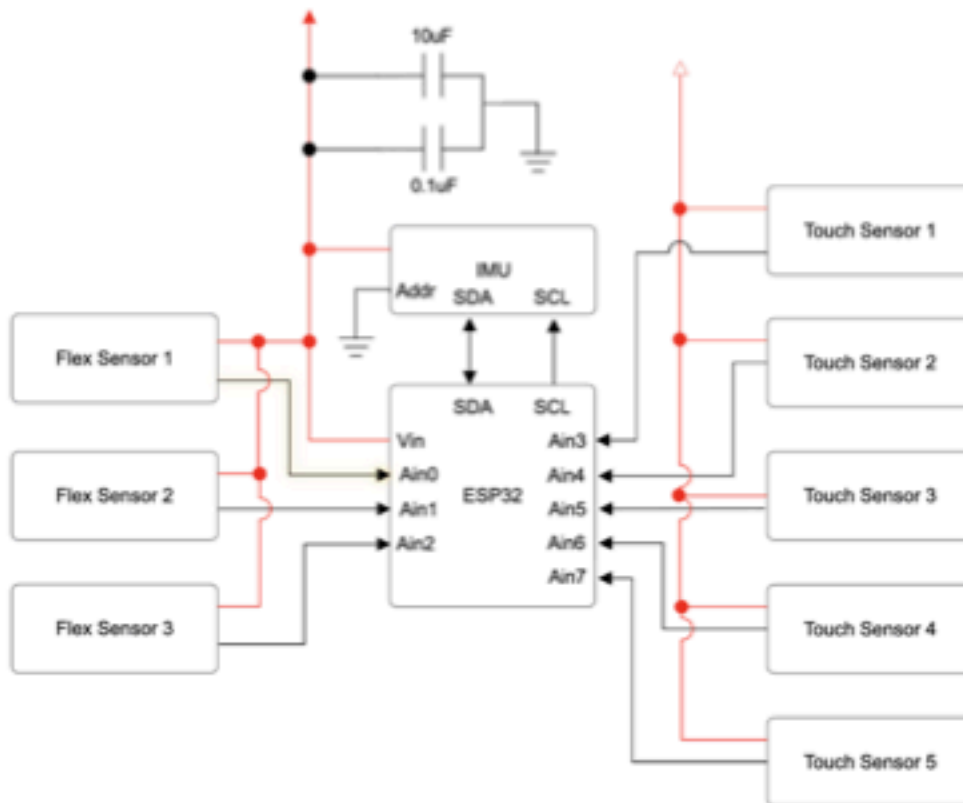 10uF
0.1uF
IMU
Addr
SDA
SCL
Flex Sensor 1
Flex Sensor 2
Flex Sensor 3
SDA
SCL
Vin
Ain0
Ain1
Ain2
ESP32
Ain3
Ain4
Ain5
Ain6
Ain7
Touch Sensor 1
Touch Sensor 2
Touch Sensor 3
Touch Sensor 4
Touch Sensor 5